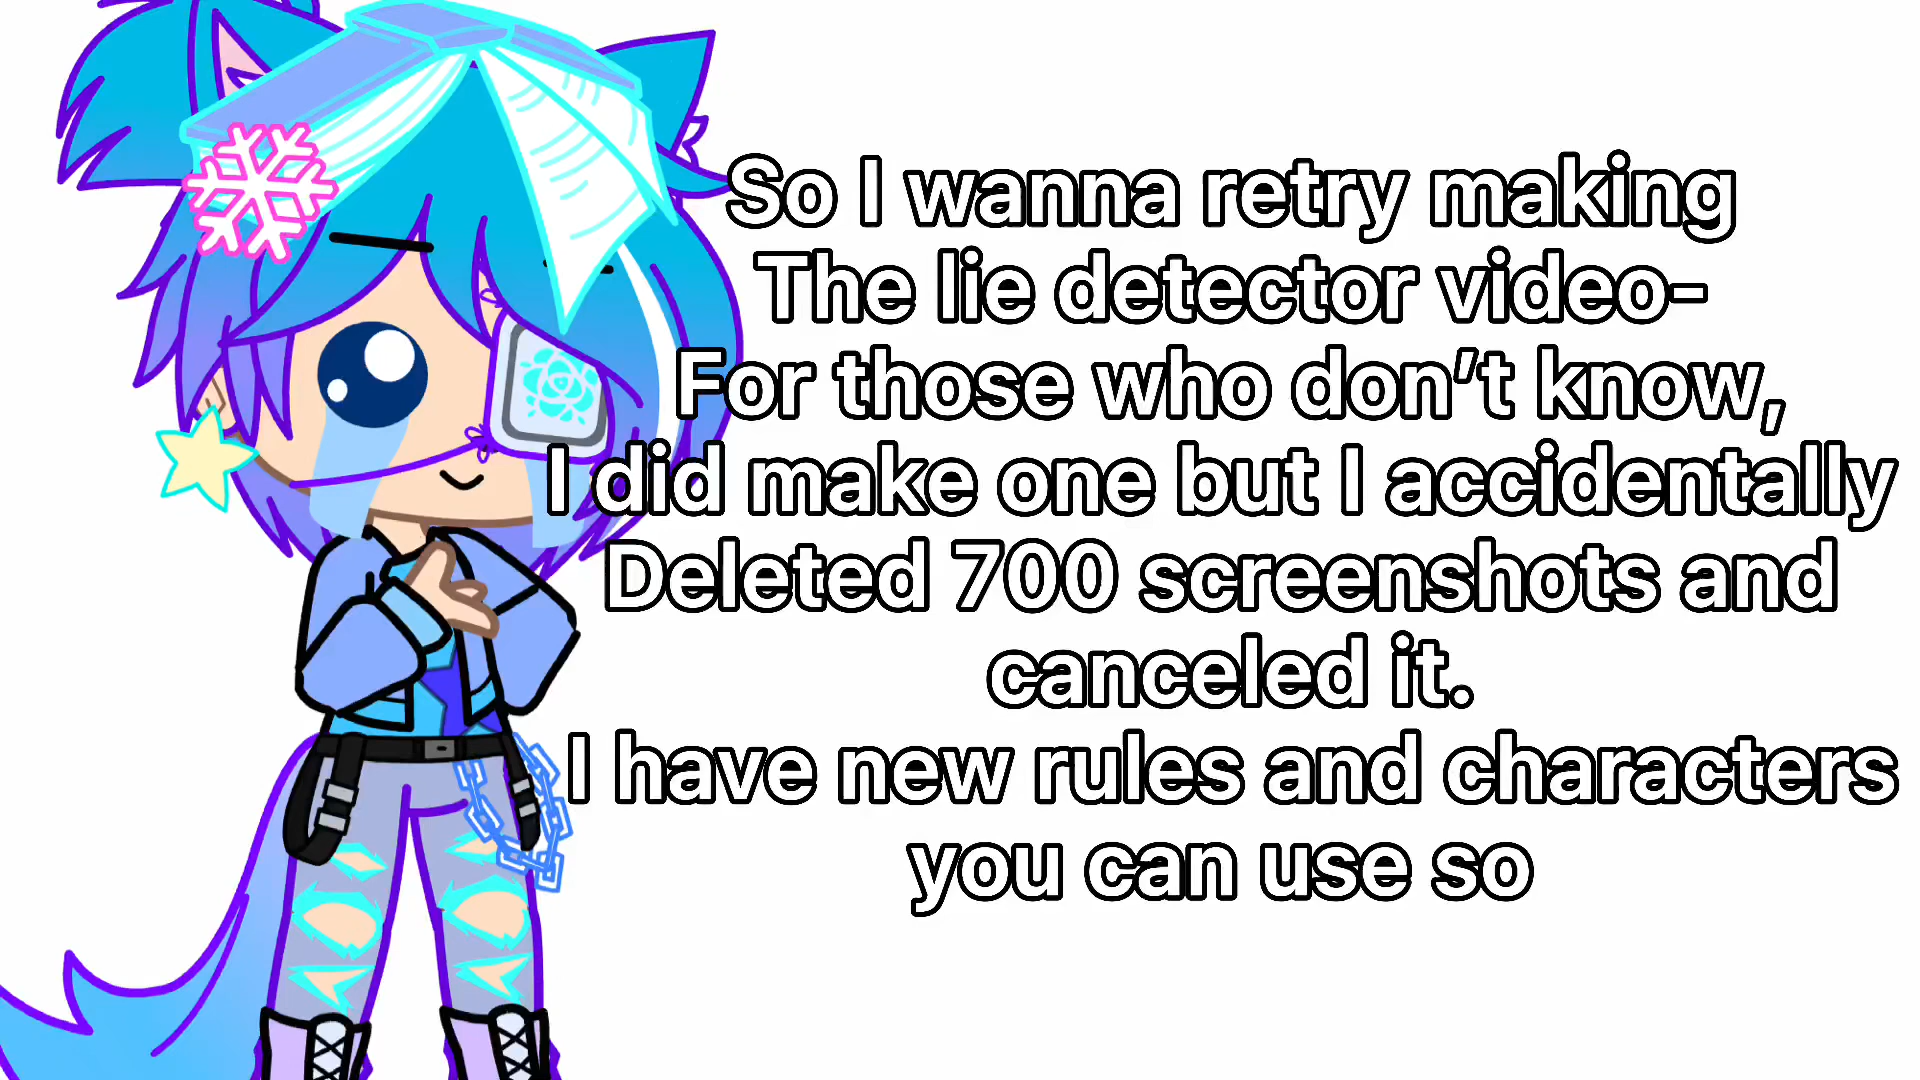 So I wanna retry making
The lie detector video-
For those who don’t know,
I did make one but I accidentally
Deleted 700 screenshots and
canceled it.
I have new rules and characters
you can use so